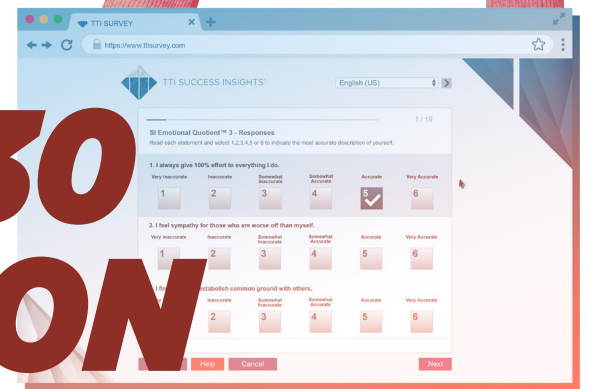 TTI SURVEY
https://www.ttisurvey.com
TTI SUCCESS INSIGHTS®
English (US)
1 / 19
SI Emotional Quotient™ 3 - Responses
Read each statement and select 1,2,3,4,5 or 6 to indicate the most accurate description of yourself.
1. I always give 100% effort to everything I do.
Very inaccurate Inaccurate Somewhat Inaccurate Somewhat Accurate Accurate Very Accurate
1 2 3 4 5 6
30
2. I feel sympathy for those who are worse off than myself.
Very inaccurate Inaccurate Somewhat Inaccurate Somewhat Accurate Accurate Very Accurate
1 2 3 4 5 6
I establish common ground with others.
Inaccurate Somewhat Inaccurate Somewhat Accurate Accurate Very Accurate
2 3 4 5 6
ON
Help Cancel Next